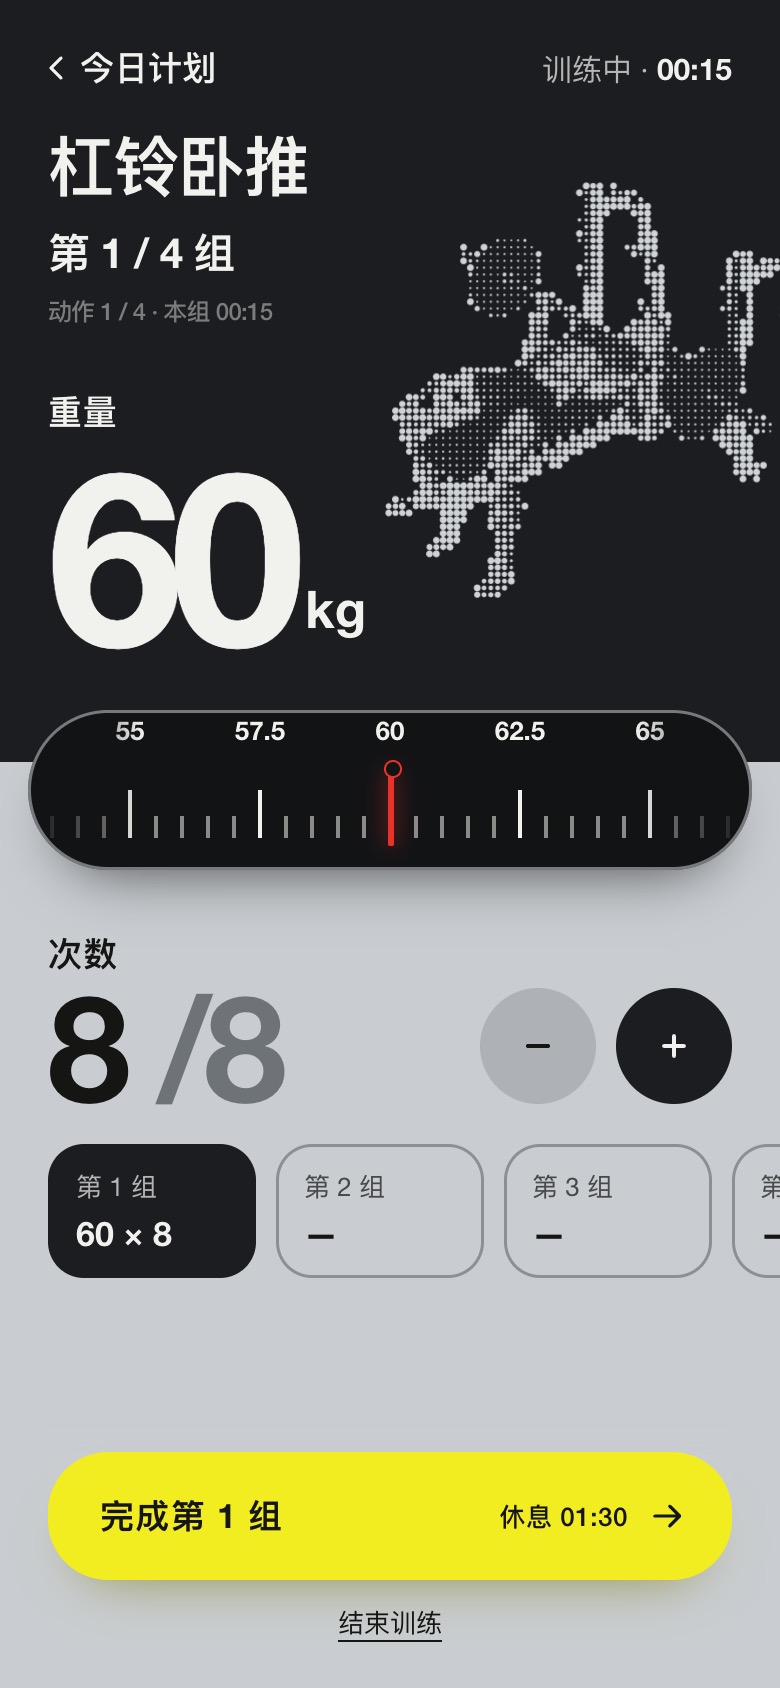 今日计划
训练中 · 00:15
杠铃卧推
第 1 / 4 组
动作 1 / 4 · 本组 00:15
重量
60 kg
55 57.5 60 62.5 65
次数
8 /8
− +
第 1 组 第 2 组 第 3 组 第
60 × 8 – – –
完成第 1 组 休息 01:30 →
结束训练